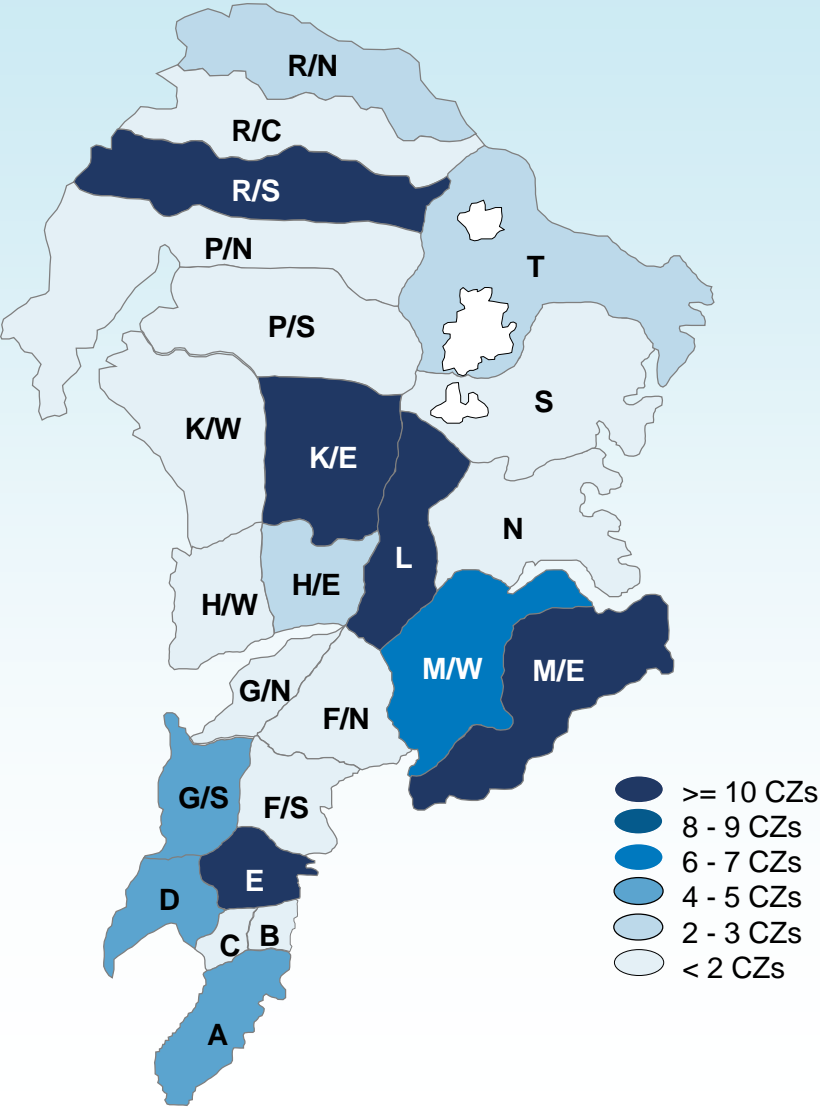 R/N
R/C
R/S
P/N
T
P/S
S
K/W
K/E
N
L
H/E
H/W
M/W
M/E
G/N
F/N
G/S
F/S
E
D
B
C
A
>= 10 CZs
8 - 9 CZs
6 - 7 CZs
4 - 5 CZs
2 - 3 CZs
< 2 CZs